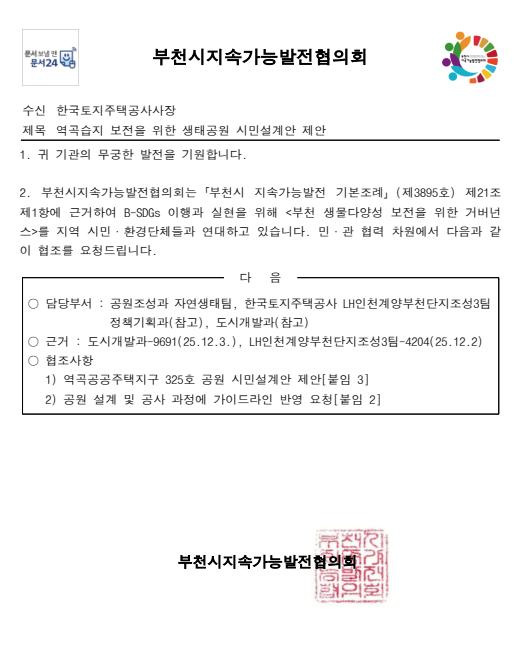 문서보낼 땐
문서24
부천시지속가능발전협의회
수신 한국토지주택공사사장
제목 역곡습지 보전을 위한 생태공원 시민설계안 제안
1. 귀 기관의 무궁한 발전을 기원합니다.
2. 부천시지속가능발전협의회는「부천시 지속가능발전 기본조례」(제3895호) 제21조
제1항에 근거하여 B-SDGs 이행과 실현을 위해 <부천 생물다양성 보전을 위한 거버넌
스>를 지역 시민·환경단체들과 연대하고 있습니다. 민·관 협력 차원에서 다음과 같
이 협조를 요청드립니다.
다 음
○ 담당부서 : 공원조성과 자연생태팀, 한국토지주택공사 LH인천계양부천단지조성3팀
정책기획과(참고), 도시개발과(참고)
○ 근거 : 도시개발과-9691(25.12.3.), LH인천계양부천단지조성3팀-4204(25.12.2)
○ 협조사항
1) 역곡공공주택지구 325호 공원 시민설계안 제안[붙임 3]
2) 공원 설계 및 공사 과정에 가이드라인 반영 요청[붙임 2]
부천시지속가능발전협의회